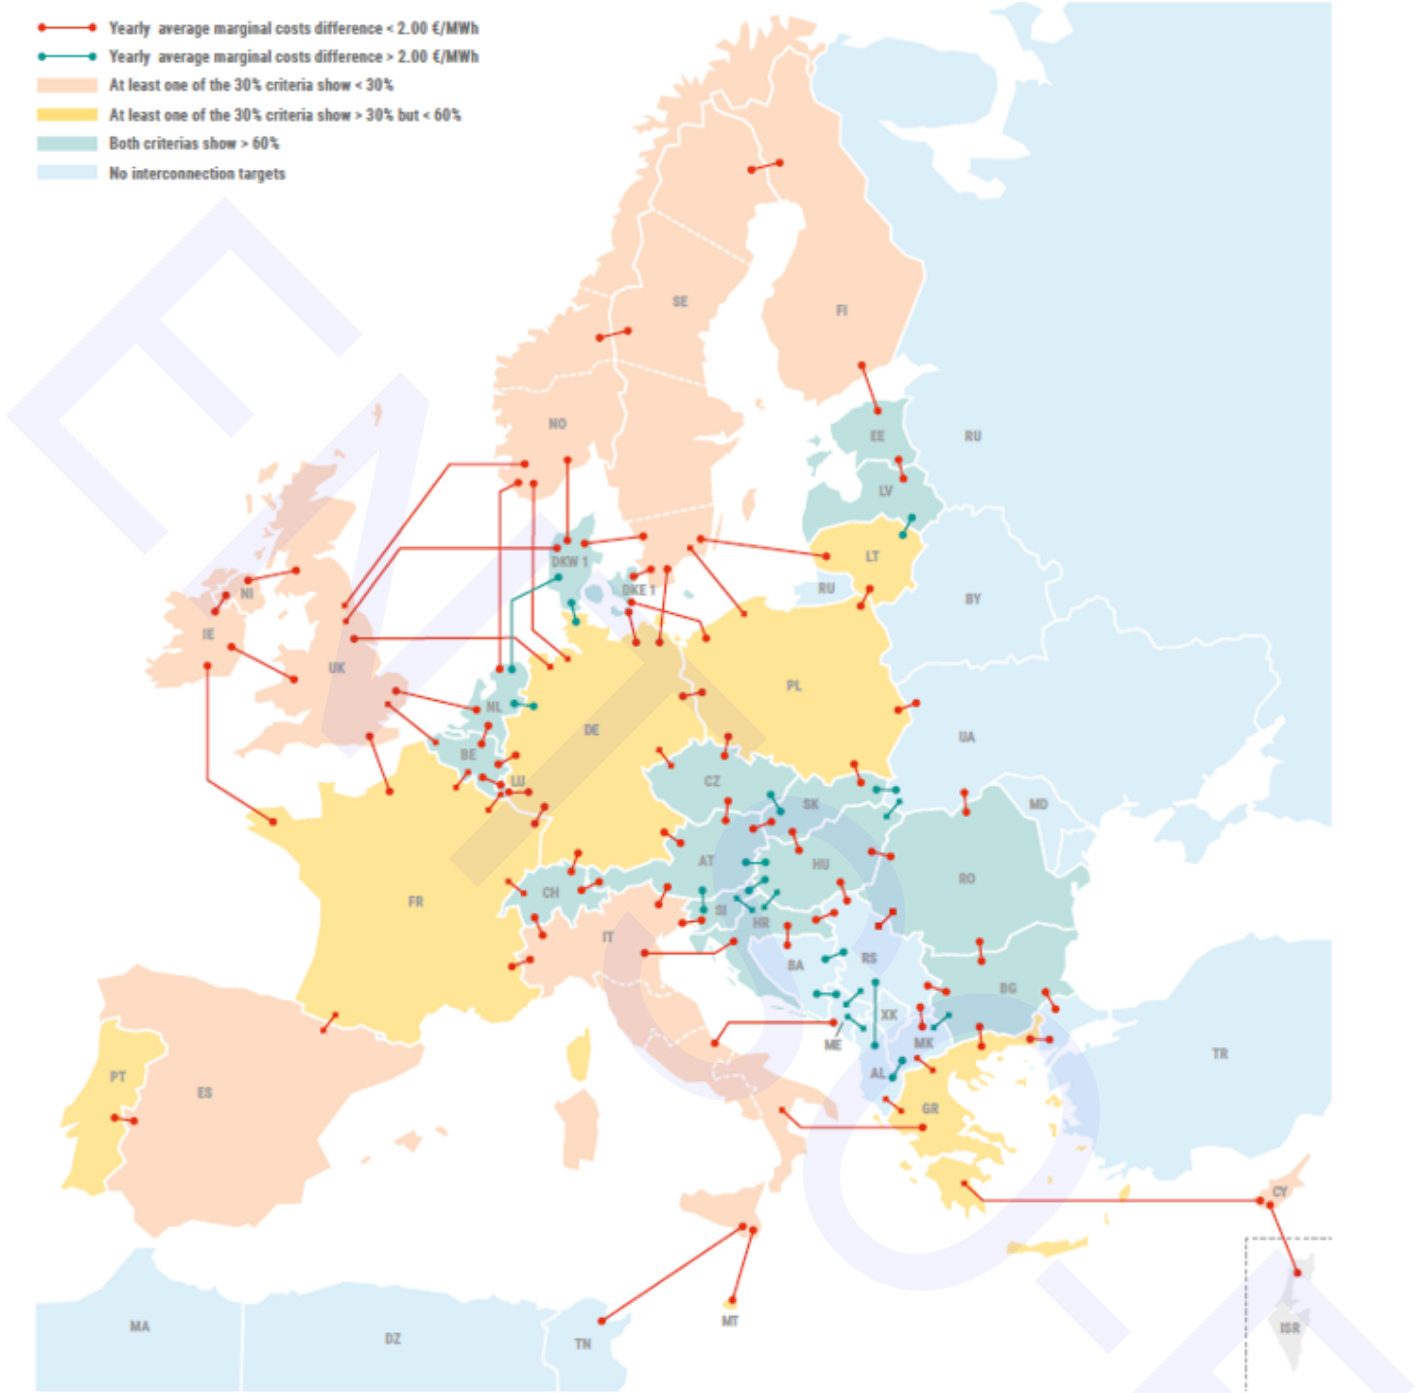 Yearly average marginal costs difference < 2.00 €/MWh
Yearly average marginal costs difference > 2.00 €/MWh
At least one of the 30% criteria show < 30%
At least one of the 30% criteria show > 30% but < 60%
Both criterias show > 60%
No interconnection targets
SE
FI
NO
EE
RU
LV
DKW 1
LT
DKE 1
RU
NI
BY
IE
UK
PL
NL
DE
UA
BE
LU
CZ
SK
MD
AT
HU
CH
RO
FR
SI
HR
IT
BA
RS
BG
XK
ME
MK
TR
PT
AL
ES
GR
CY
MT
MA
ISR
DZ
TN